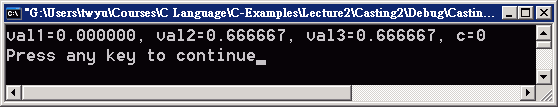 "G:\Users\twyu\Courses\C Language\C-Examples\Lecture2\Casting2\Debug\Castin...
val1=0.000000, val2=0.666667, val3=0.666667, c=0
Press any key to continue_